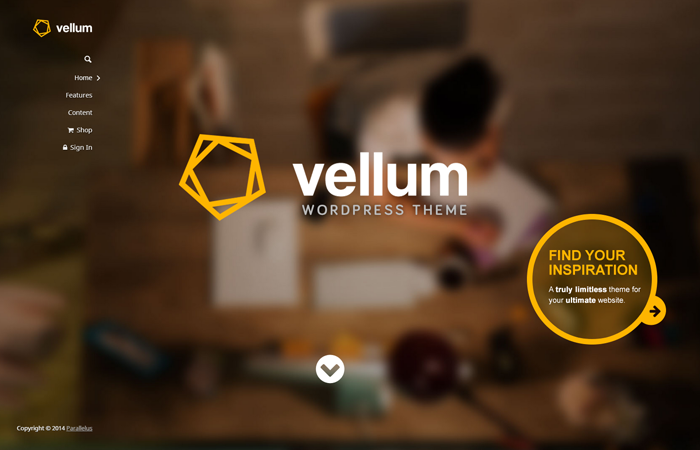 vellum
Home
Features
Content
Shop
Sign In
vellum
WORDPRESS THEME
FIND YOUR
INSPIRATION
A truly limitless theme for
your ultimate website.
Copyright © 2014 Parallelus